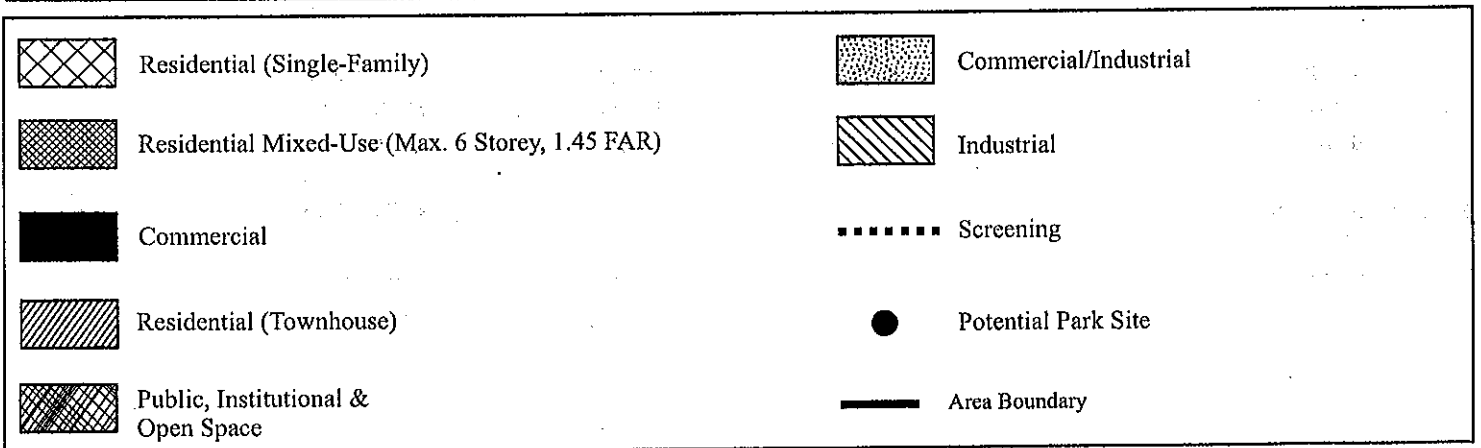 Residential (Single-Family)
Residential Mixed-Use (Max. 6 Storey, 1.45 FAR)
Commercial
Residential (Townhouse)
Public, Institutional &
Open Space
Commercial/Industrial
Industrial
Screening
Potential Park Site
Area Boundary